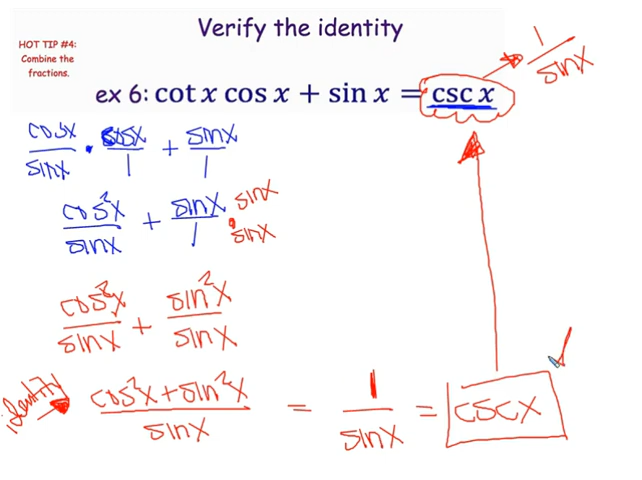 Verify the identity
HOT TIP #4:
Combine the
fractions.
ex 6: cot x cos x + sin x = csc x
1/sinx
cosx/sinx · cosx/1 + sinx/1
cos²x/sinx + sinx/1 · sinx/sinx
cos²x/sinx + sin²x/sinx
identity → cos²x + sin²x/sinx = 1/sinx = cscx